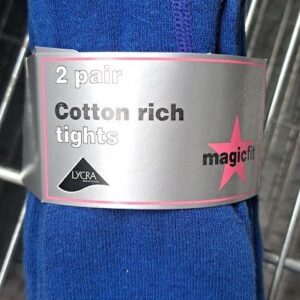 2 pair
Cotton rich
tights
magicfit
LYCRA